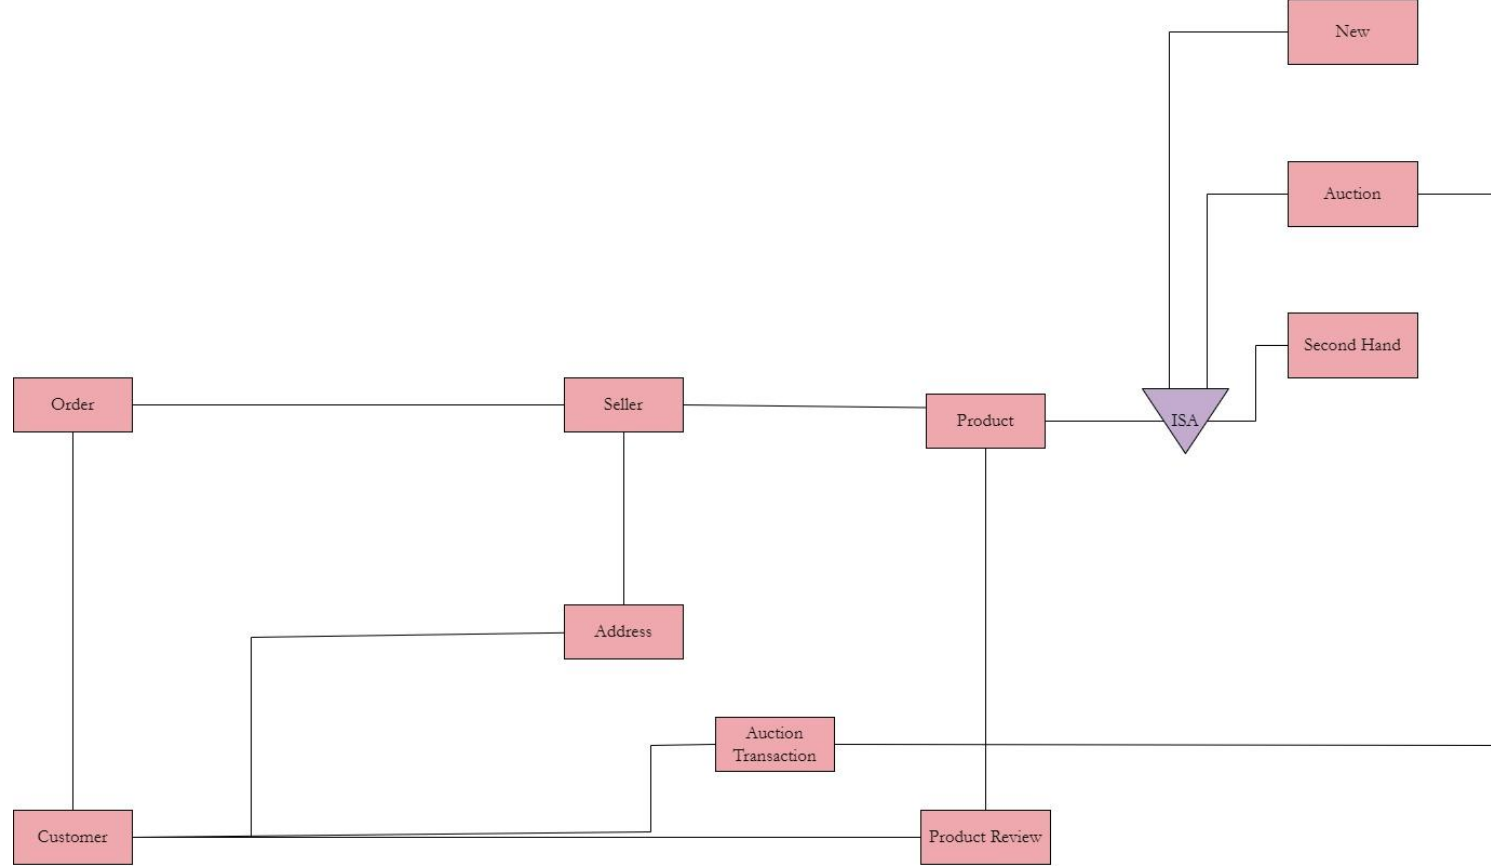 New
Auction
Second Hand
Order
Seller
Product
ISA
Address
Auction
Transaction
Customer
Product Review